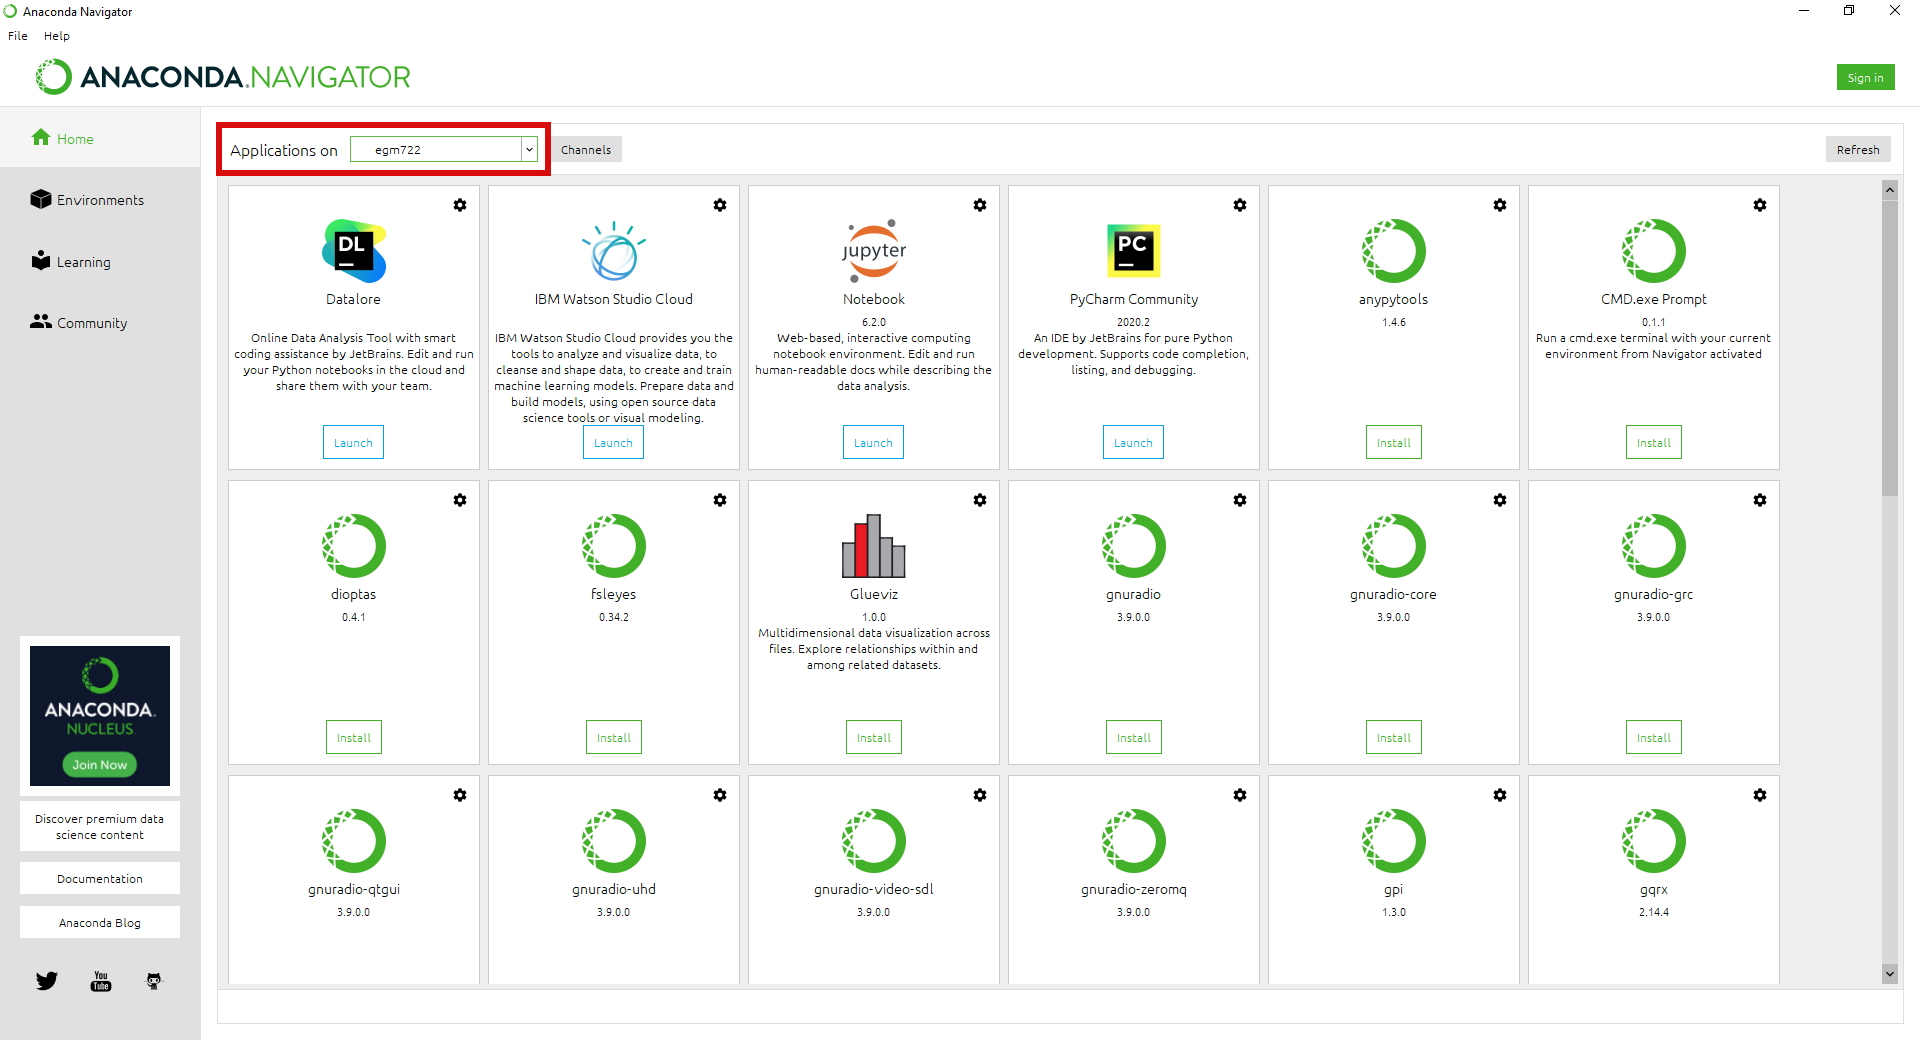 Anaconda Navigator
File Help
ANACONDA.NAVIGATOR
Sign in
Home
Environments
Learning
Community
ANACONDA.
NUCLEUS
Join Now
Discover premium data
science content
Documentation
Anaconda Blog
You
Tube
Applications on egm722 Channels
Refresh
DL
Datalore
Online Data Analysis Tool with smart
coding assistance by JetBrains. Edit and run
your Python notebooks in the cloud and
share them with your team.
Launch
IBM Watson Studio Cloud
IBM Watson Studio Cloud provides you the
tools to analyze and visualize data, to
cleanse and shape data, to create and train
machine learning models. Prepare data and
build models, using open source data
science tools or visual modeling.
Launch
jupyter
Notebook
6.2.0
Web-based, interactive computing
notebook environment. Edit and run
human-readable docs while describing the
data analysis.
Launch
PC
PyCharm Community
2020.2
An IDE by JetBrains for pure Python
development. Supports code completion,
listing, and debugging.
Launch
anypytools
1.4.6
Install
CMD.exe Prompt
0.1.1
Run a cmd.exe terminal with your current
environment from Navigator activated
Install
dioptas
0.4.1
Install
fsleyes
0.34.2
Install
Glueviz
1.0.0
Multidimensional data visualization across
files. Explore relationships within and
among related datasets.
Install
gnuradio
3.9.0.0
Install
gnuradio-core
3.9.0.0
Install
gnuradio-grc
3.9.0.0
Install
gnuradio-qtgui
3.9.0.0
gnuradio-uhd
3.9.0.0
gnuradio-video-sdl
3.9.0.0
gnuradio-zeromq
3.9.0.0
gpi
1.3.0
gqrx
2.14.4